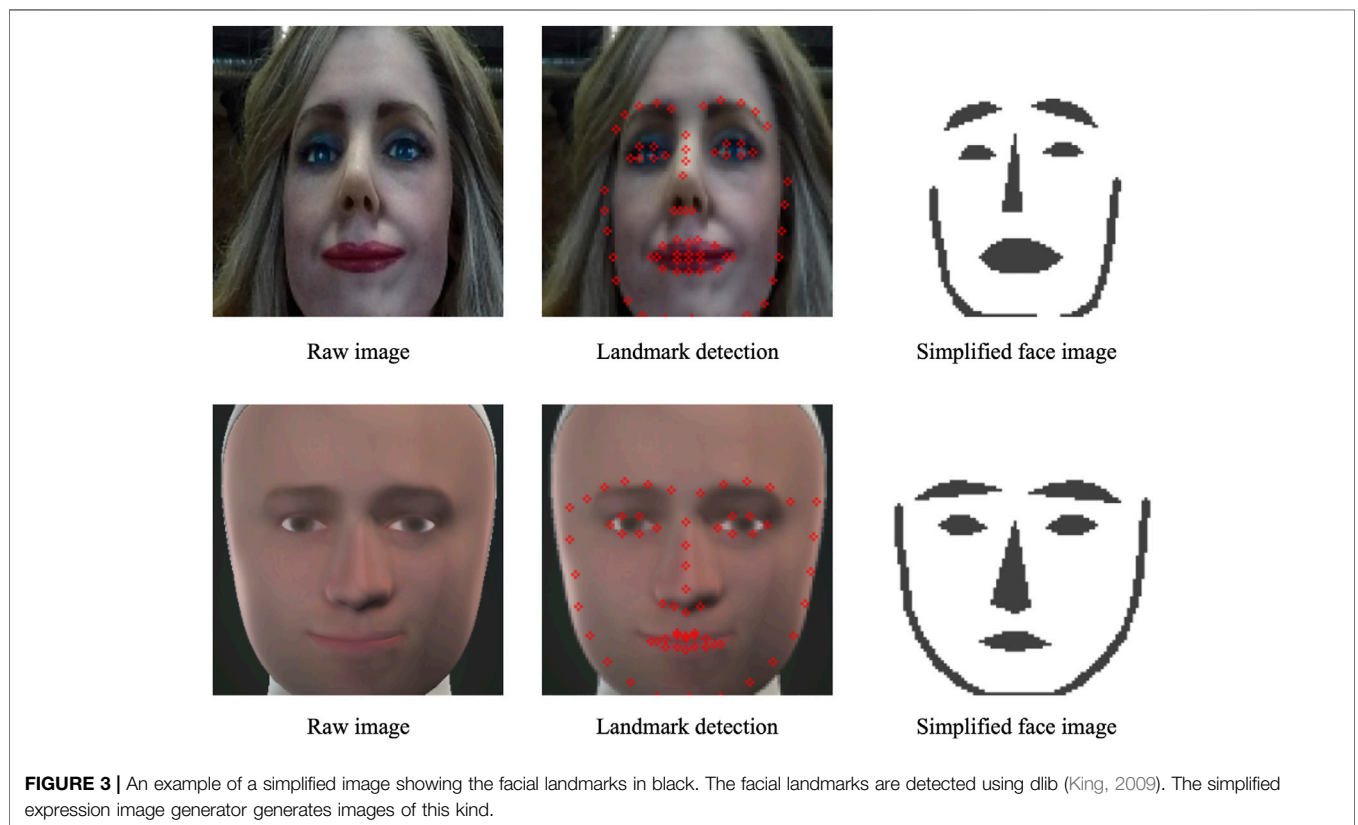 Raw image
Landmark detection
Simplified face image
Raw image
Landmark detection
Simplified face image
FIGURE 3 | An example of a simplified image showing the facial landmarks in black. The facial landmarks are detected using dlib (King, 2009). The simplified
expression image generator generates images of this kind.